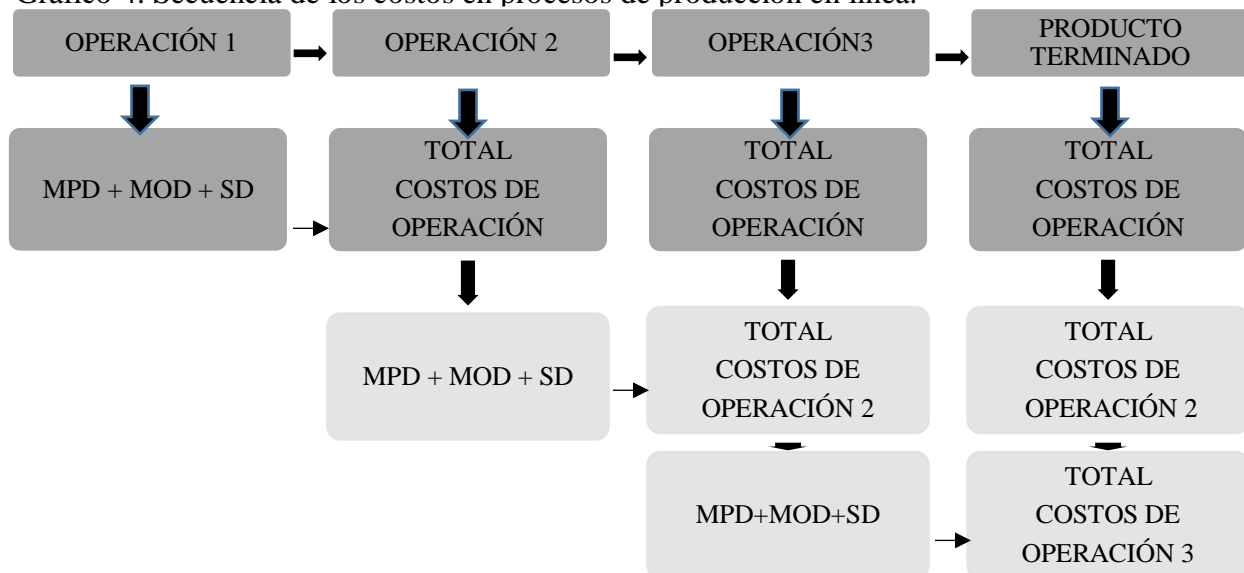 Gráfico 4. Secuencia de los costos en procesos de producción en línea.
OPERACIÓN 1
OPERACIÓN 2
OPERACIÓN3
PRODUCTO
TERMINADO
MPD + MOD + SD
TOTAL
COSTOS DE
OPERACIÓN
TOTAL
COSTOS DE
OPERACIÓN
TOTAL
COSTOS DE
OPERACIÓN
MPD + MOD + SD
TOTAL
COSTOS DE
OPERACIÓN 2
TOTAL
COSTOS DE
OPERACIÓN 2
MPD+MOD+SD
TOTAL
COSTOS DE
OPERACIÓN 3